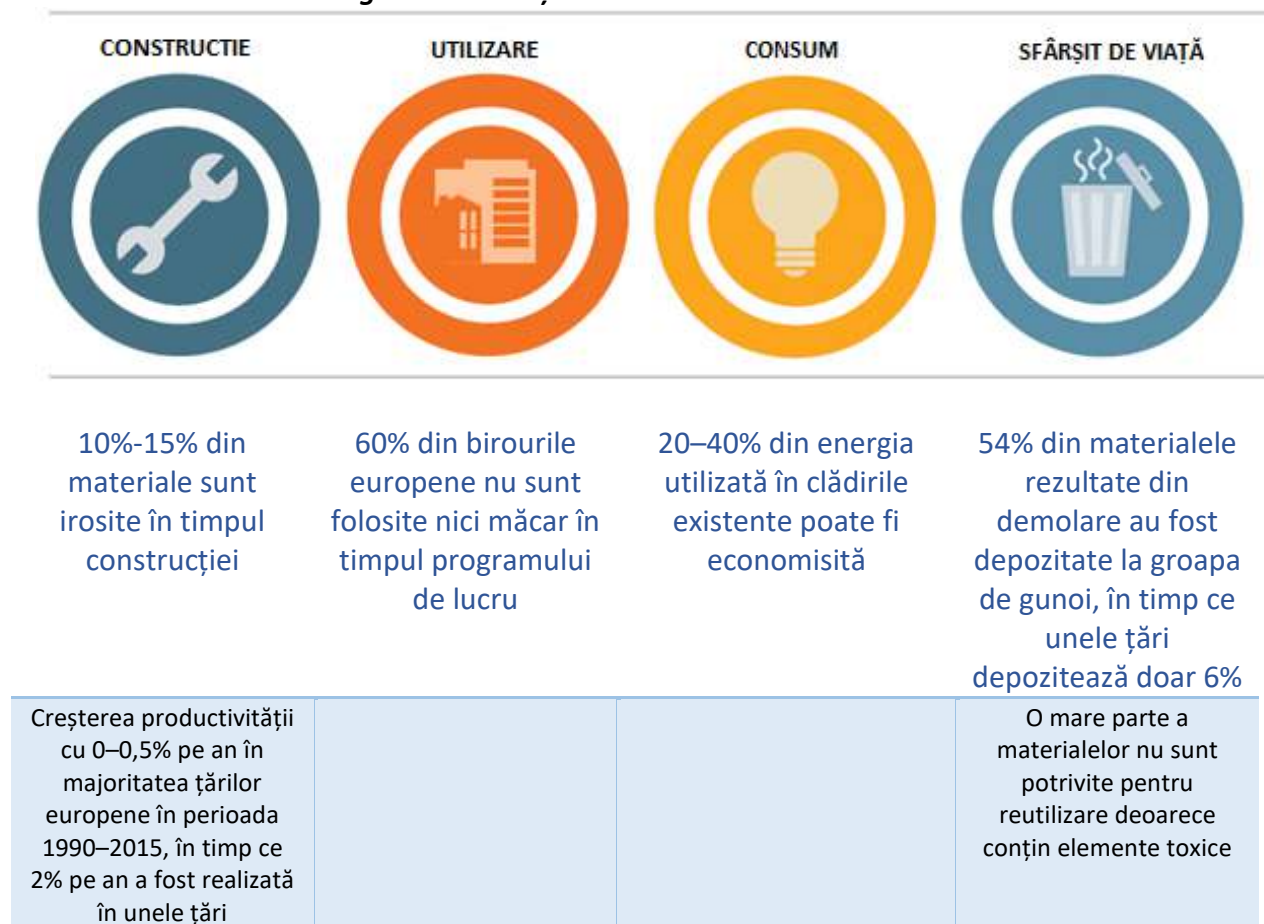 CONSTRUCTIE
UTILIZARE
CONSUM
SFÂRȘIT DE VIAȚĂ
10%-15% din
materiale sunt
irosite în timpul
construcției
60% din birourile
europene nu sunt
folosite nici măcar în
timpul programului
de lucru
20–40% din energia
utilizată în clădirile
existente poate fi
economisită
54% din materialele
rezultate din
demolare au fost
depozitate la groapa
de gunoi, în timp ce
unele țări
depozitează doar 6%
Creșterea productivității
cu 0–0,5% pe an în
majoritatea țărilor
europene în perioada
1990–2015, în timp ce
2% pe an a fost realizată
în unele țări
O mare parte a
materialelor nu sunt
potrivite pentru
reutilizare deoarece
conțin elemente toxice